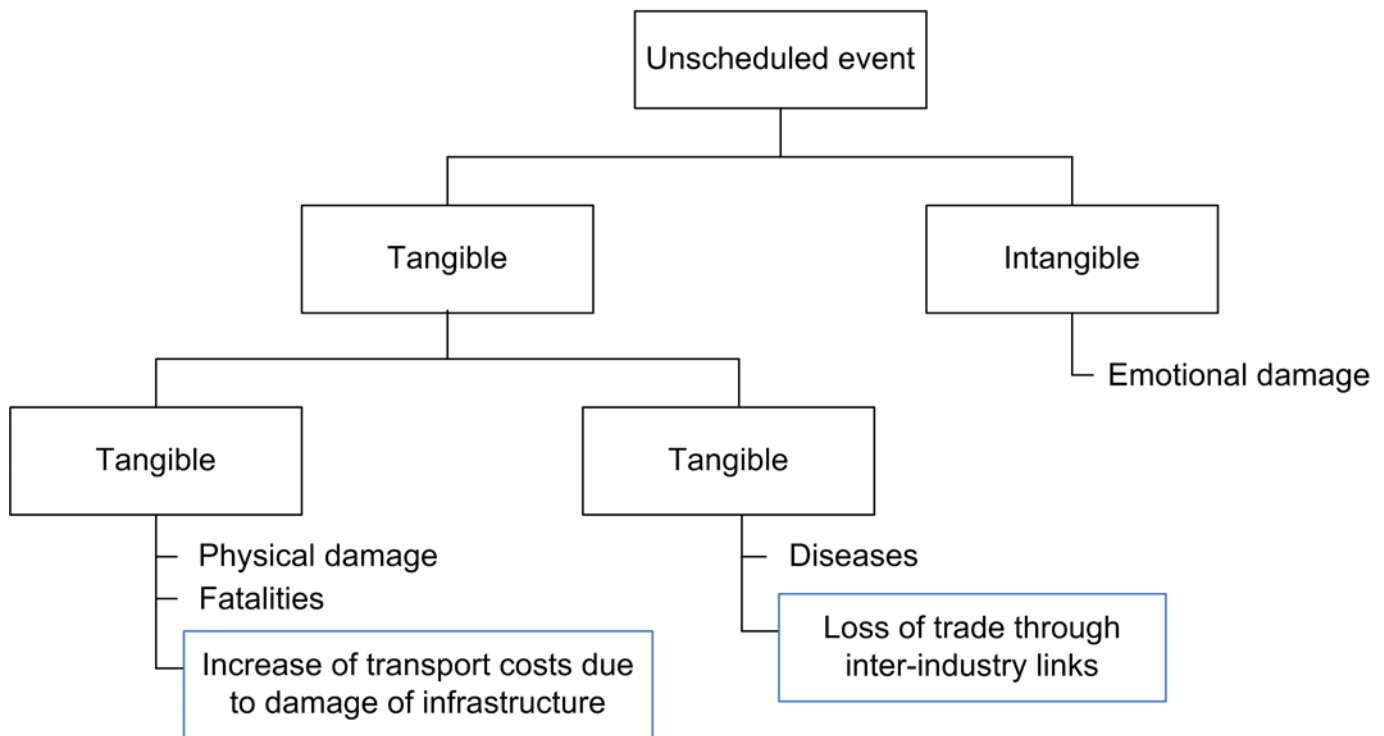 Unscheduled event
Tangible
Intangible
Emotional damage
Tangible
Tangible
Physical damage
Fatalities
Increase of transport costs due
to damage of infrastructure
Diseases
Loss of trade through
inter-industry links